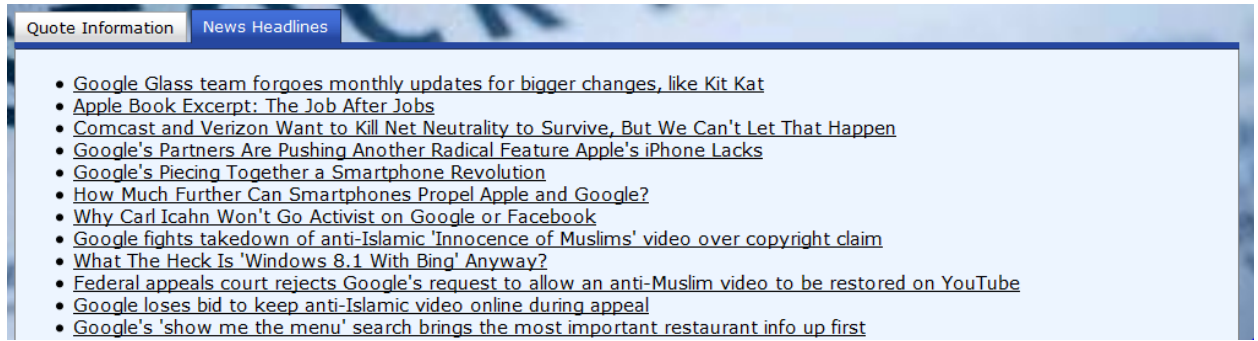 Quote Information News Headlines
• Google Glass team forgoes monthly updates for bigger changes, like Kit Kat
• Apple Book Excerpt: The Job After Jobs
• Comcast and Verizon Want to Kill Net Neutrality to Survive, But We Can't Let That Happen
• Google's Partners Are Pushing Another Radical Feature Apple's iPhone Lacks
• Google's Piecing Together a Smartphone Revolution
• How Much Further Can Smartphones Propel Apple and Google?
• Why Carl Icahn Won't Go Activist on Google or Facebook
• Google fights takedown of anti-Islamic 'Innocence of Muslims' video over copyright claim
• What The Heck Is 'Windows 8.1 With Bing' Anyway?
• Federal appeals court rejects Google's request to allow an anti-Muslim video to be restored on YouTube
• Google loses bid to keep anti-Islamic video online during appeal
• Google's 'show me the menu' search brings the most important restaurant info up first